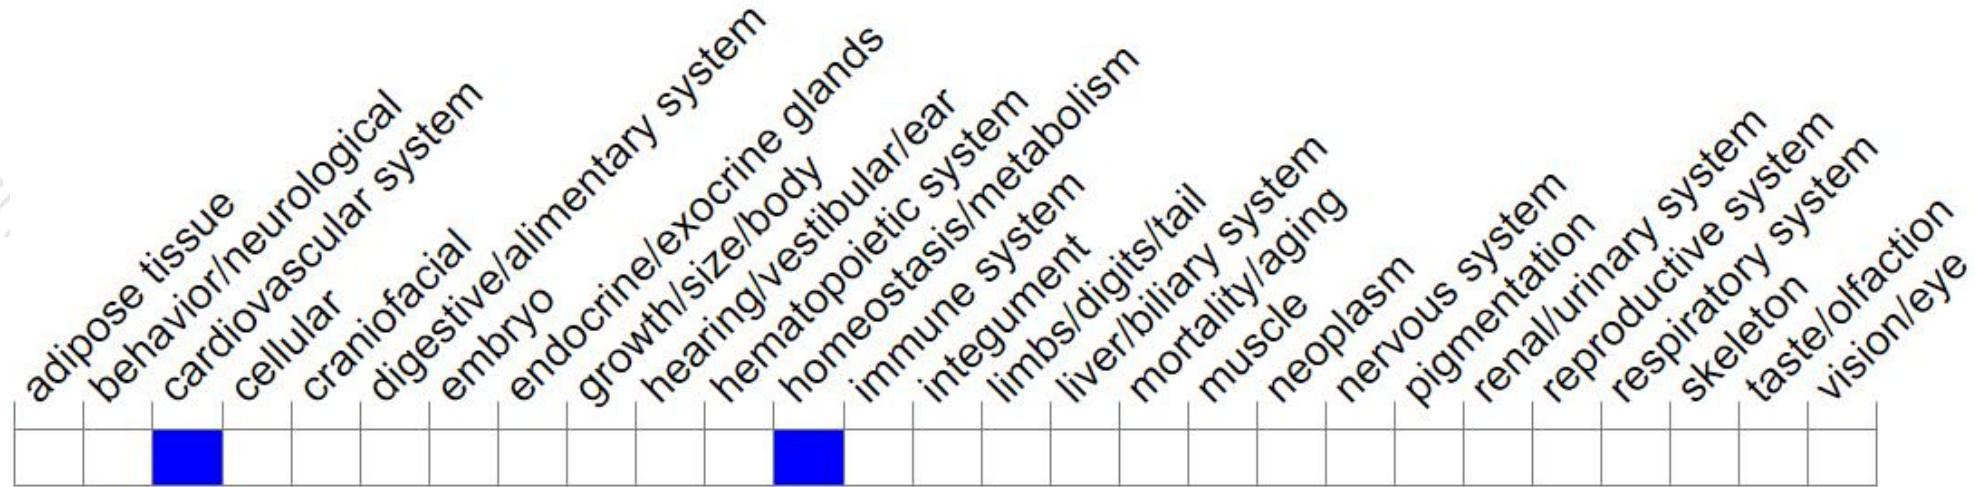 adipose tissue
behavior/neurological
cardiovascular system
cellular
craniofacial
digestive/alimentary system
embryo
endocrine/exocrine glands
growth/size/body
hearing/vestibular/ear
hematopoietic system
homeostasis/metabolism
immune system
integument
limbs/digits/tail
liver/biliary system
mortality/aging
muscle
neoplasm
nervous system
pigmentation
renal/urinary system
reproductive system
respiratory system
skeleton
taste/olfaction
vision/eye